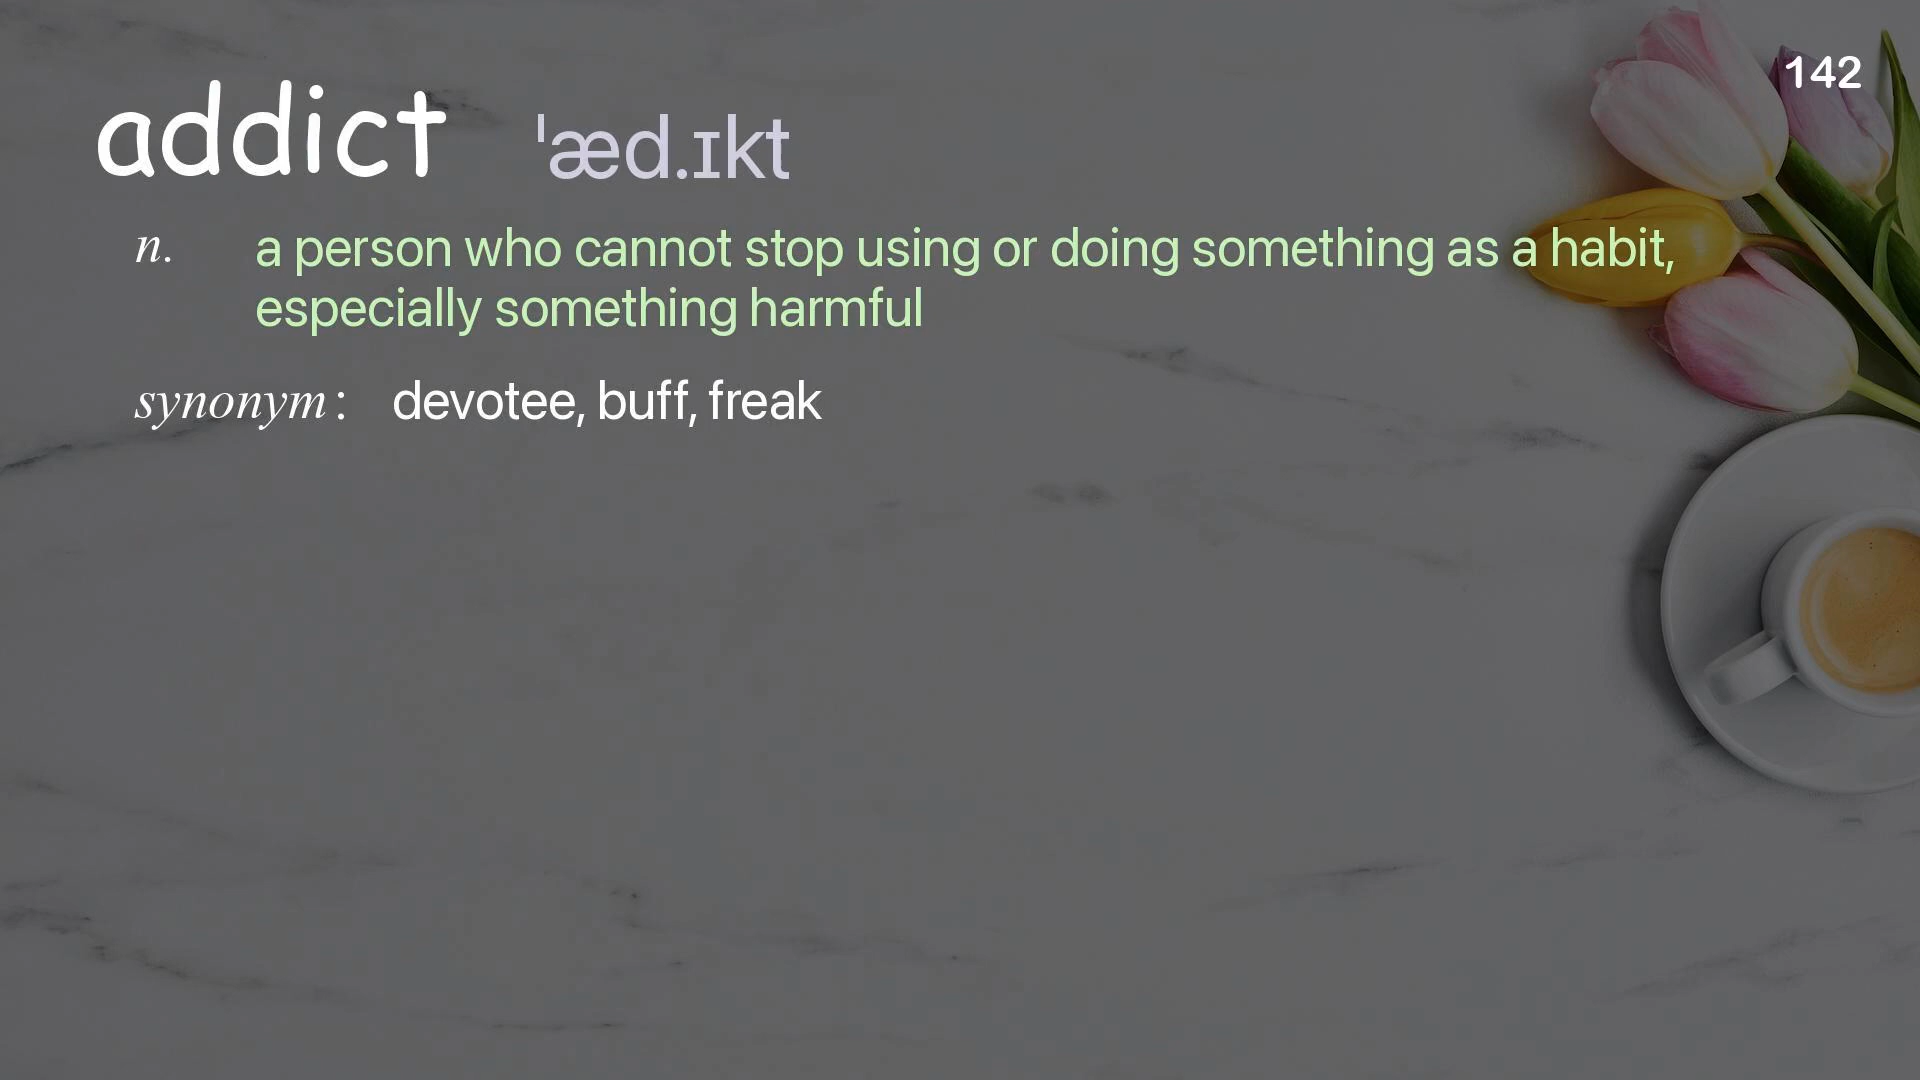 142
addict ˈæd.ɪkt
n. a person who cannot stop using or doing something as a habit,
especially something harmful
synonym: devotee, buff, freak